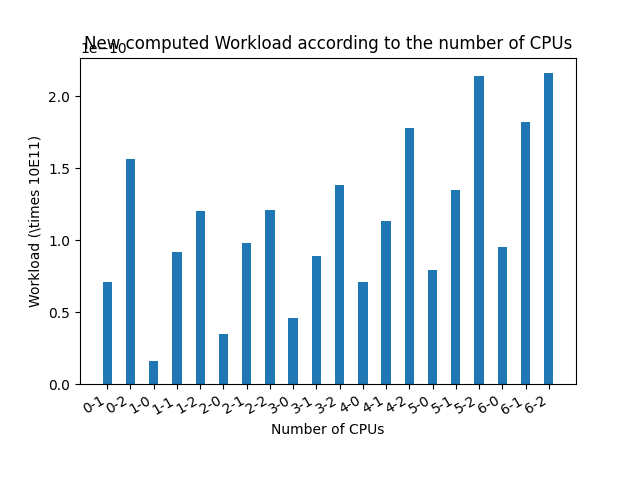 New computed Workload according to the number of CPUs
1e−10
2.0
1.5
1.0
0.5
0.0
Workload (\times 10E11)
0-1 0-2 1-0 1-1 1-2 2-0 2-1 2-2 3-0 3-1 3-2 4-0 4-1 4-2 5-0 5-1 5-2 6-0 6-1 6-2
Number of CPUs